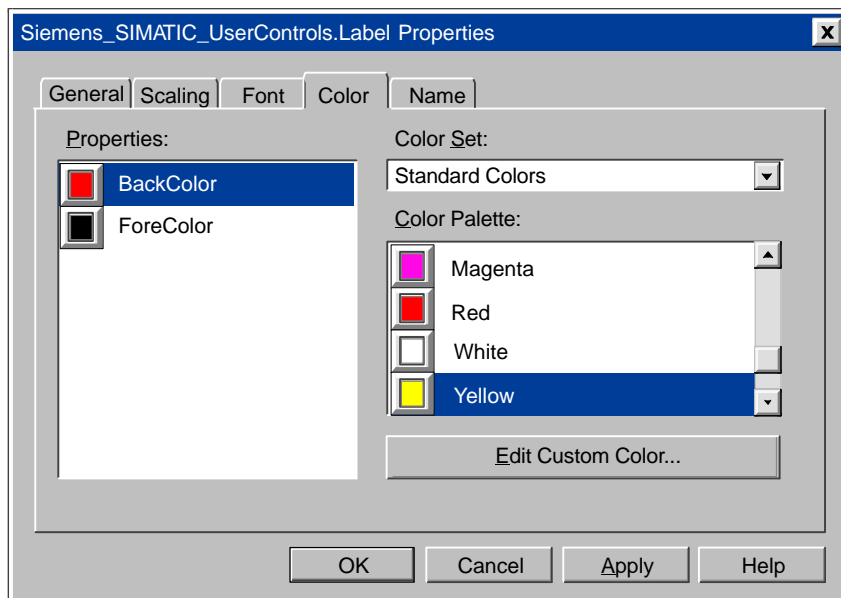 Siemens_SIMATIC_UserControls.Label Properties
General Scaling Font Color Name
Properties:
BackColor
ForeColor
Color Set:
Standard Colors
Color Palette:
Magenta
Red
White
Yellow
Edit Custom Color...
OK Cancel Apply Help